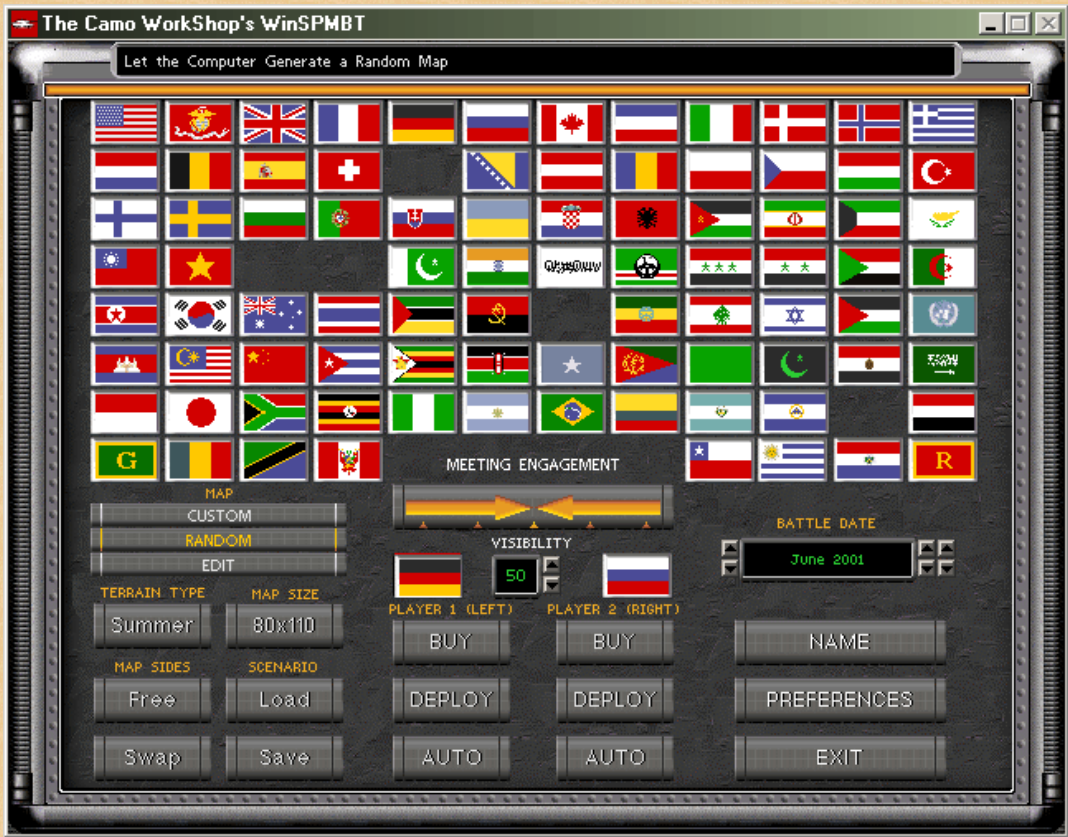 The Camo WorkShop's WinSPMBT
Let the Computer Generate a Random Map
G
R
MEETING ENGAGEMENT
MAP
CUSTOM
RANDOM
EDIT
VISIBILITY
50
BATTLE DATE
June 2001
TERRAIN TYPE
MAP SIZE
PLAYER 1 (LEFT)
PLAYER 2 (RIGHT)
Summer
80x110
BUY
BUY
NAME
MAP SIDES
SCENARIO
Free
Load
DEPLOY
DEPLOY
PREFERENCES
Swap
Save
AUTO
AUTO
EXIT